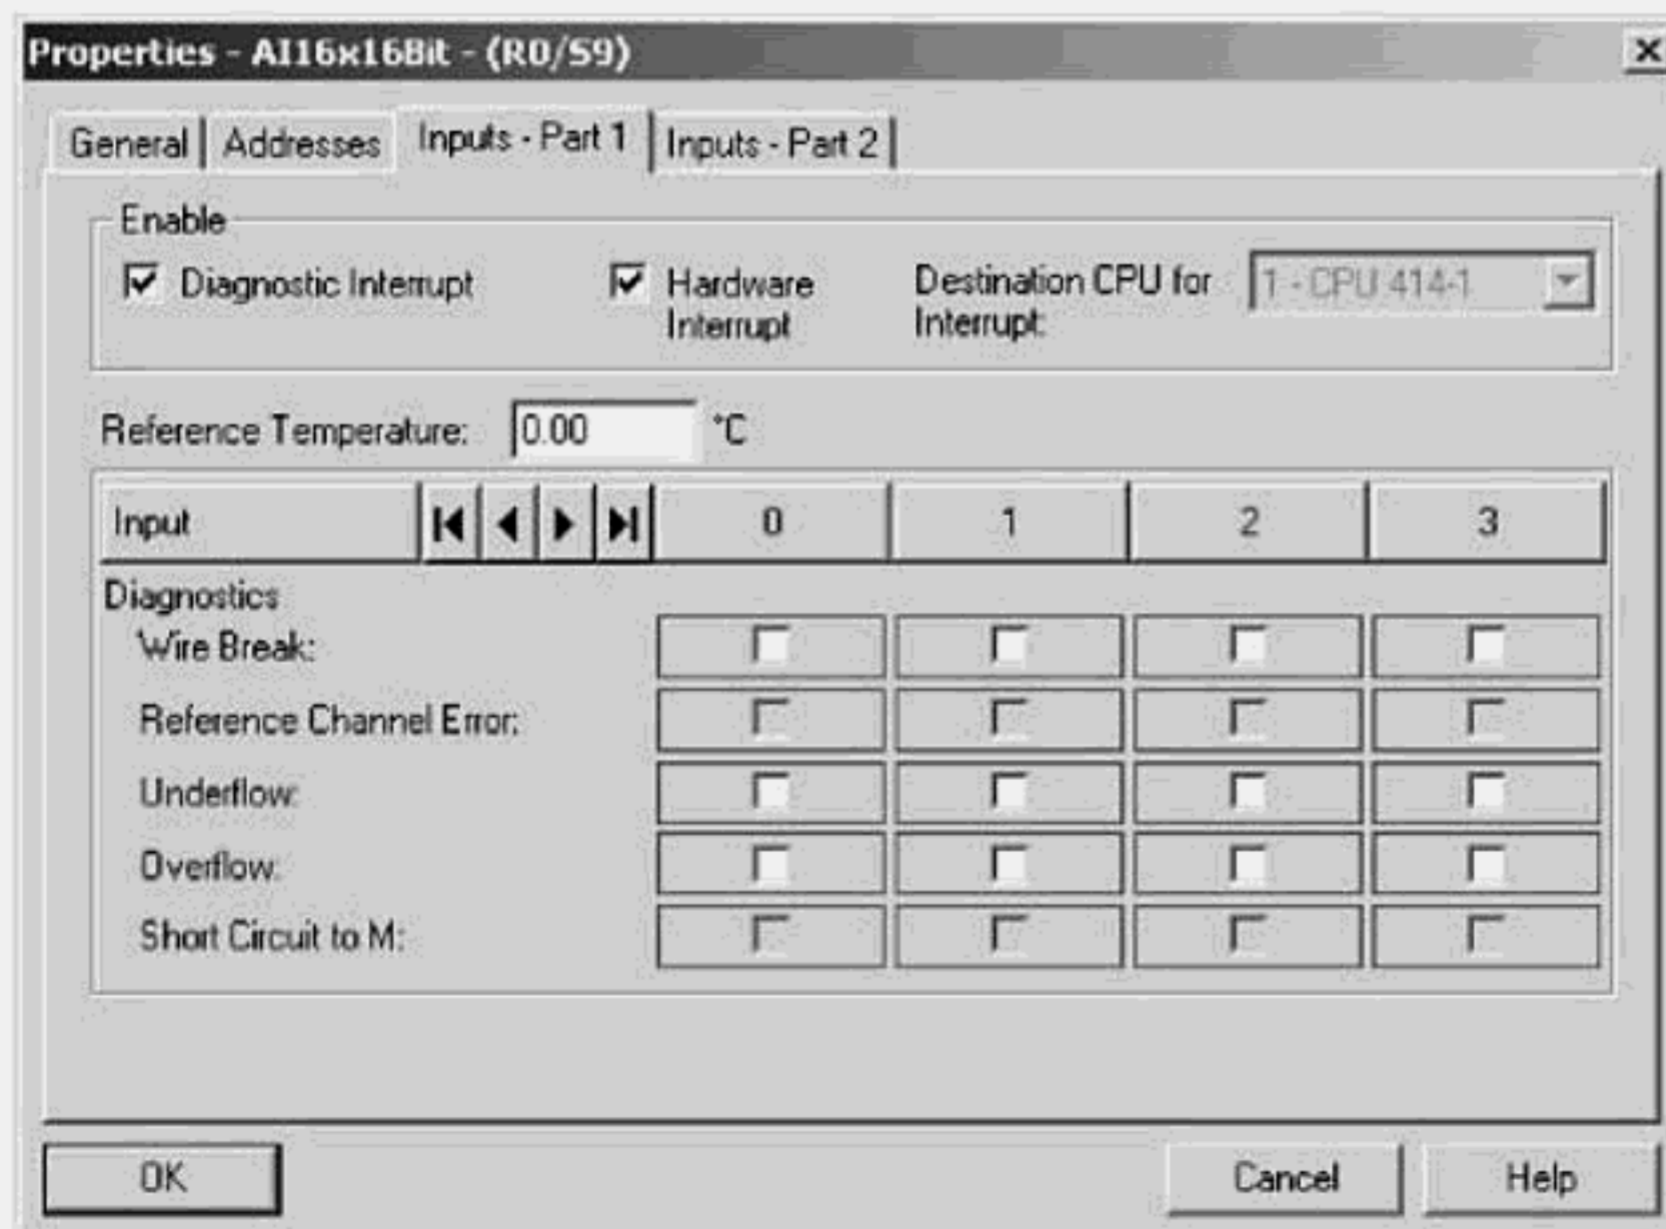 Properties - AI16x16Bit - (R0/S9)
General Addresses Inputs - Part 1 Inputs - Part 2
Enable
Diagnostic Interrupt Hardware Interrupt Destination CPU for Interrupt: 1 - CPU 414-1
Reference Temperature: 0.00 °C
Input 0 1 2 3
Diagnostics
Wire Break:
Reference Channel Error:
Underflow:
Overflow:
Short Circuit to M:
OK Cancel Help